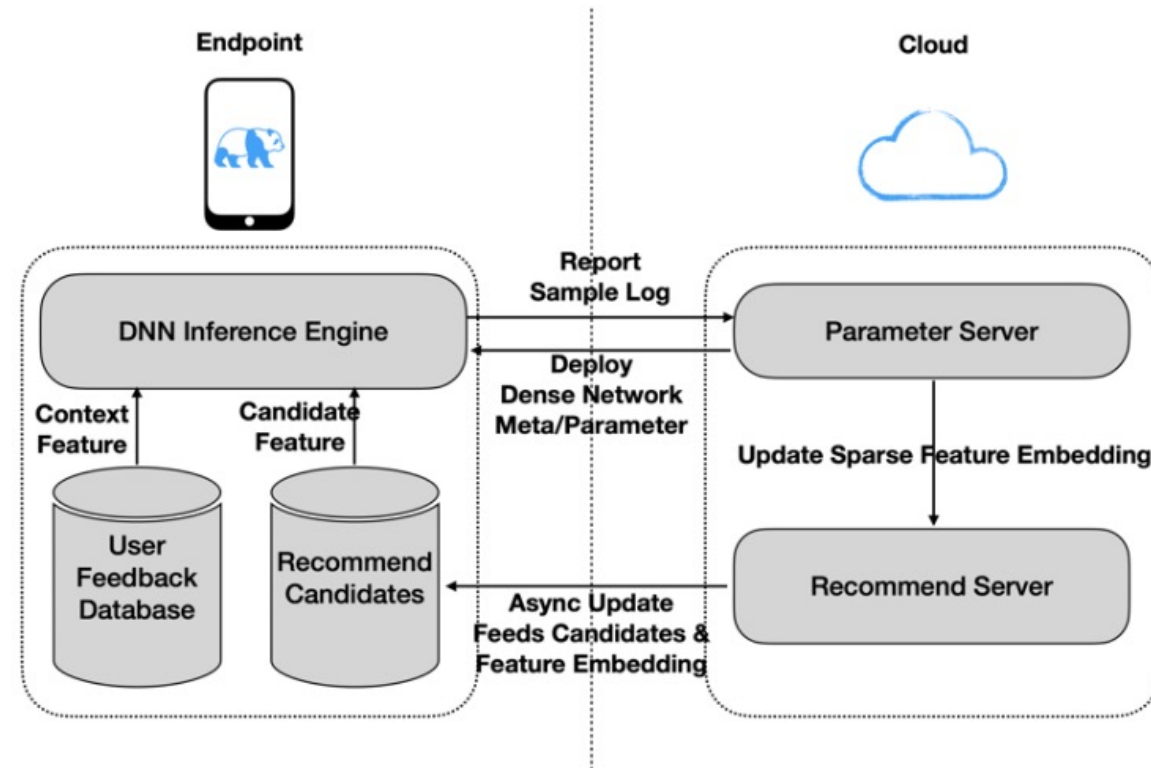 Endpoint
Cloud
Report
Sample Log
DNN Inference Engine
Parameter Server
Deploy
Dense Network
Meta/Parameter
Context
Feature
Candidate
Feature
Update Sparse Feature Embedding
User
Feedback
Database
Recommend
Candidates
Recommend Server
Async Update
Feeds Candidates &
Feature Embedding